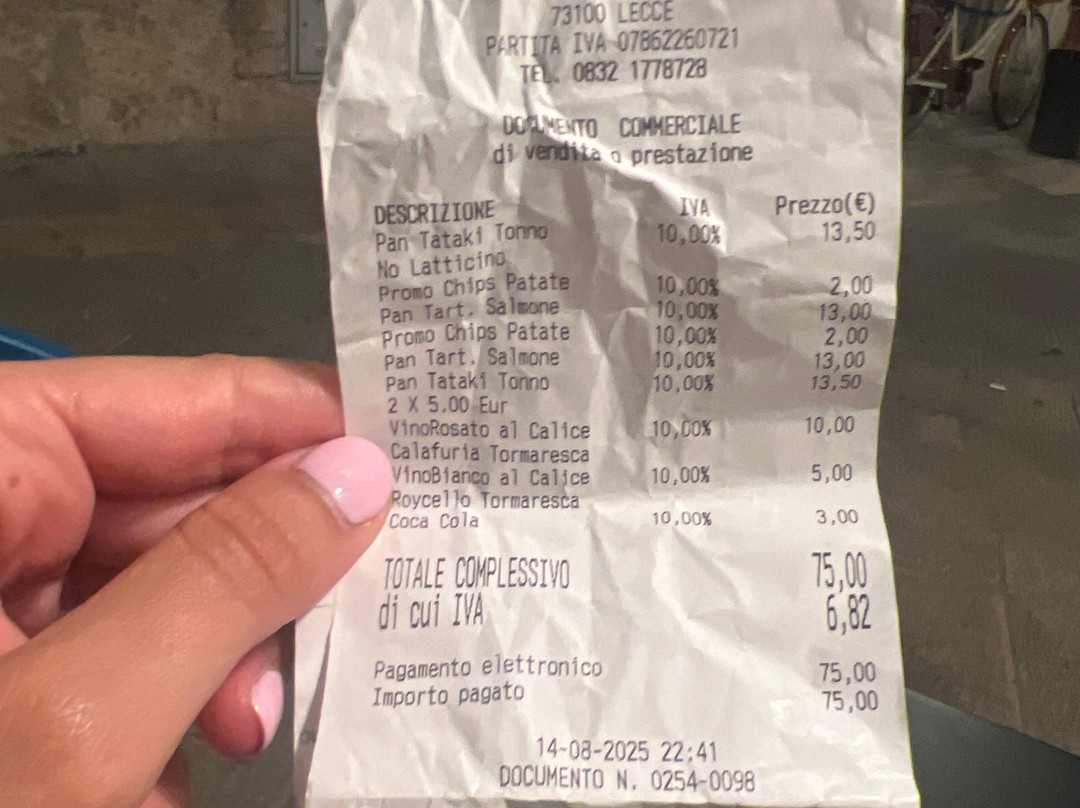 73100 LECCE
PARTITA IVA 07862260721
TEL. 0832 1778728
DOCUMENTO COMMERCIALE
di vendita o prestazione
DESCRIZIONE IVA Prezzo(€)
Pan Tataki Tonno 10,00% 13,50
No Latticino
Promo Chips Patate 10,00% 2,00
Pan Tart. Salmone 10,00% 13,00
Promo Chips Patate 10,00% 2,00
Pan Tart. Salmone 10,00% 13,00
Pan Tataki Tonno 10,00% 13,50
2 X 5.00 Eur
VinoRosato al Calice 10,00% 10,00
Calafuria Tormaresca
VinoBianco al Calice 10,00% 5,00
Roycello Tormaresca
Coca Cola 10,00% 3,00
TOTALE COMPLESSIVO 75,00
di cui IVA 6,82
Pagamento elettronico 75,00
Importo pagato 75,00
14-08-2025 22:41
DOCUMENTO N. 0254-0098